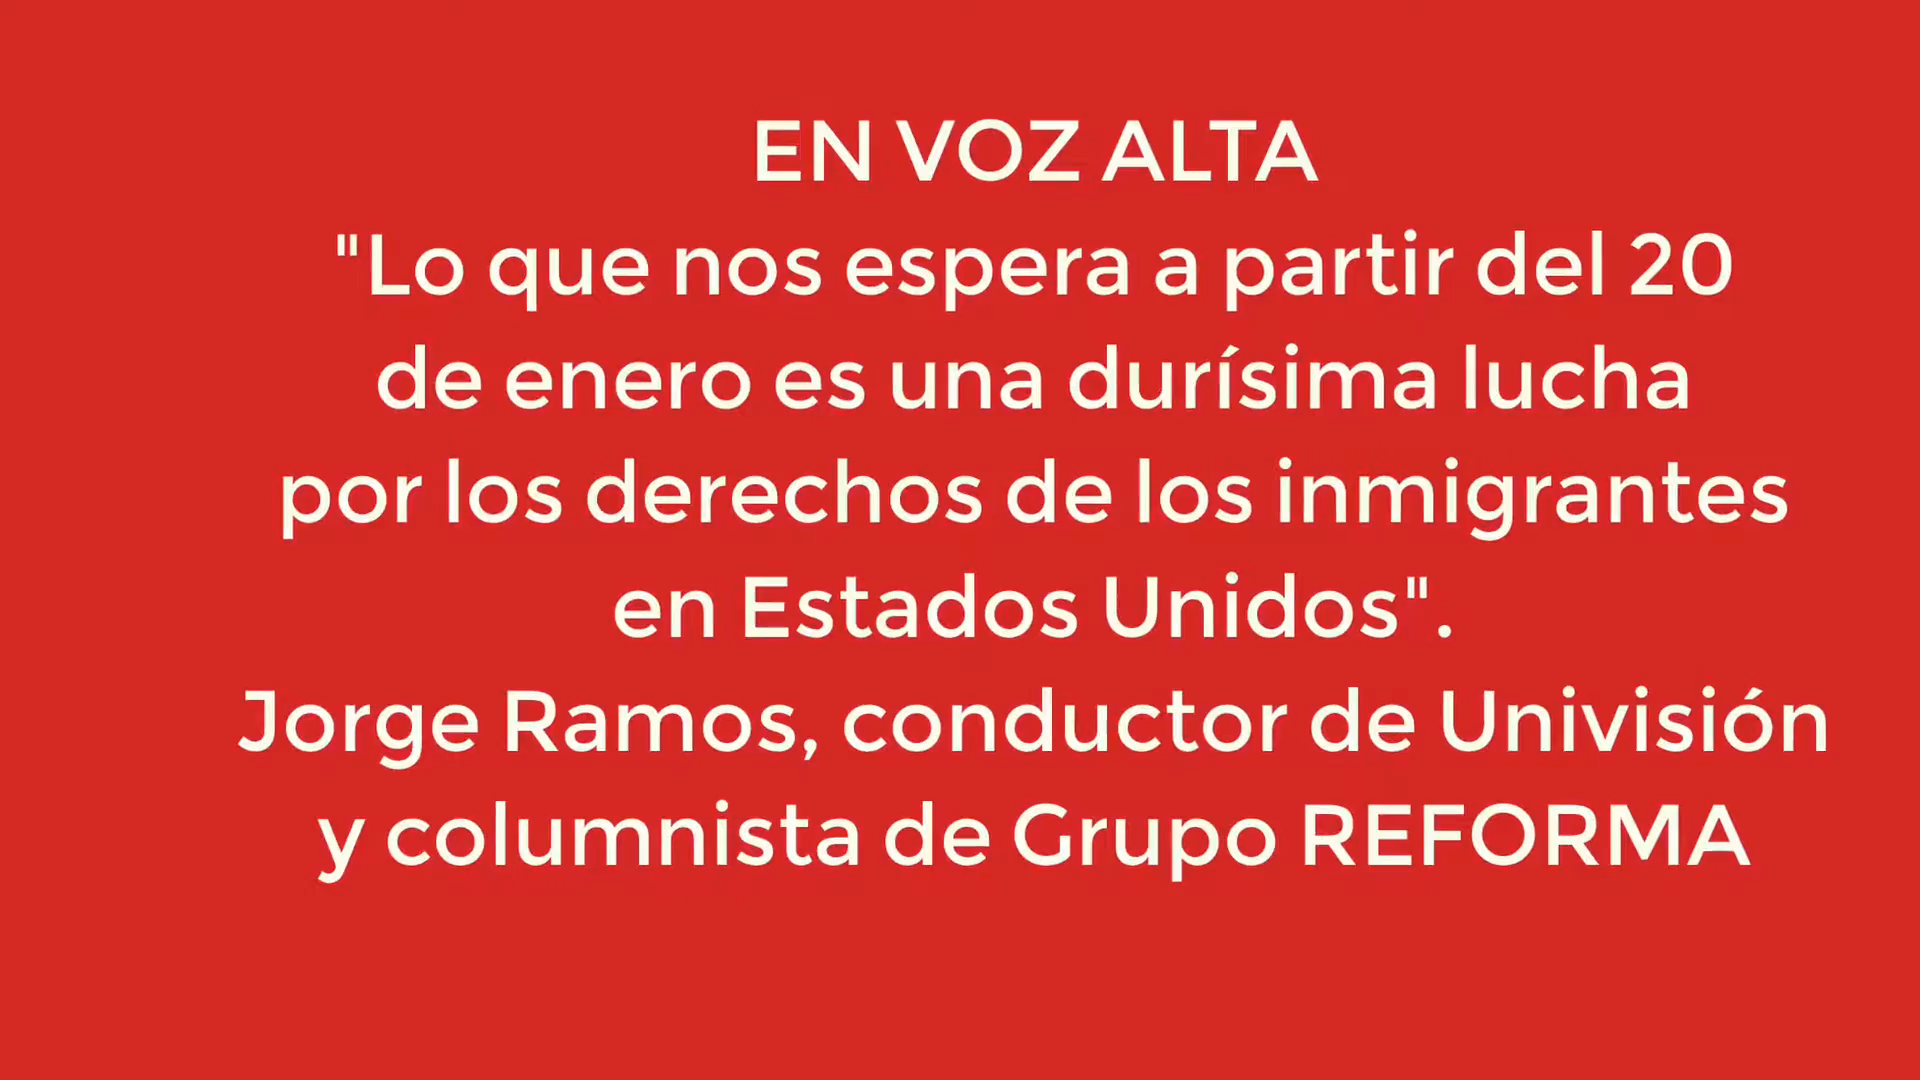 EN VOZ ALTA
"Lo que nos espera a partir del 20
de enero es una durísima lucha
por los derechos de los inmigrantes
en Estados Unidos".
Jorge Ramos, conductor de Univisión
y columnista de Grupo REFORMA